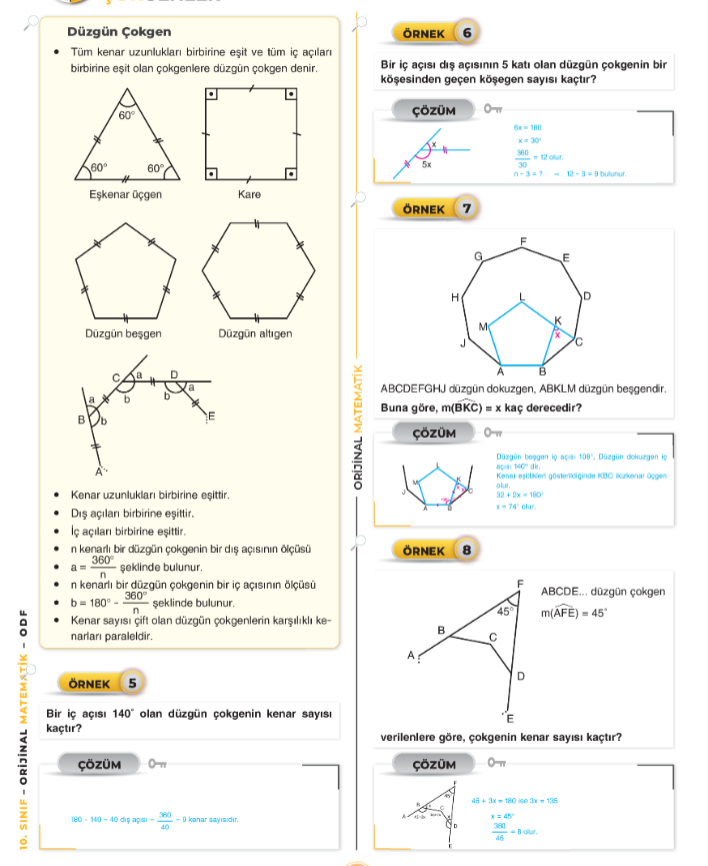 Düzgün Çokgen
• Tüm kenar uzunlukları birbirine eşit ve tüm iç açıları
birbirine eşit olan çokgenlere düzgün çokgen denir.
60°
60°
60°
Eşkenar üçgen
Kare
Düzgün beşgen
Düzgün altıgen
C
a
D
b
b
a
a
B
b
E
A
• Kenar uzunlukları birbirine eşittir.
• Dış açıları birbirine eşittir.
• İç açıları birbirine eşittir.
• n kenarlı bir düzgün çokgenin bir dış açısının ölçüsü
• a = 360°/n şeklinde bulunur.
• n kenarlı bir düzgün çokgenin bir iç açısının ölçüsü
• b = 180° - 360°/n şeklinde bulunur.
• Kenar sayısı çift olan düzgün çokgenlerin karşılıklı ke-
narları paraleldir.
ÖRNEK 5
Bir iç açısı 140° olan düzgün çokgenin kenar sayısı
kaçtır?
ÇÖZÜM
180 - 140 = 40 dış açısı = 360/40 = 9 kenar sayısıdır.
10. SINIF – ORİJİNAL MATEMATİK – ODF
ORİJİNAL MATEMATİK
ÖRNEK 6
Bir iç açısı dış açısının 5 katı olan düzgün çokgenin bir
köşesinden geçen köşegen sayısı kaçtır?
ÇÖZÜM
x
5x
6x = 180
x = 30°
360/30 = 12 olur.
n - 3 = ? ⇒ 12 - 3 = 9 bulunur.
ÖRNEK 7
F
G
E
H
L
D
M
K
x
J
C
A
B
ABCDEFGHJ düzgün dokuzgen, ABKLM düzgün beşgendir.
Buna göre, m(BKC) = x kaç derecedir?
ÇÖZÜM
Düzgün beşgen iç açısı 108°, Düzgün dokuzgen iç
açısı 140° dir.
Kenar eşitlikleri gösterildiğinde KBC ikizkenar üçgen
olur.
32 + 2x = 180°
x = 74° olur.
ÖRNEK 8
F
45°
B
C
A
D
E
ABCDE... düzgün çokgen
m(AFE) = 45°
verilenlere göre, çokgenin kenar sayısı kaçtır?
ÇÖZÜM
45 + 3x = 180 ise 3x = 135
x = 45°
360/45 = 8 olur.